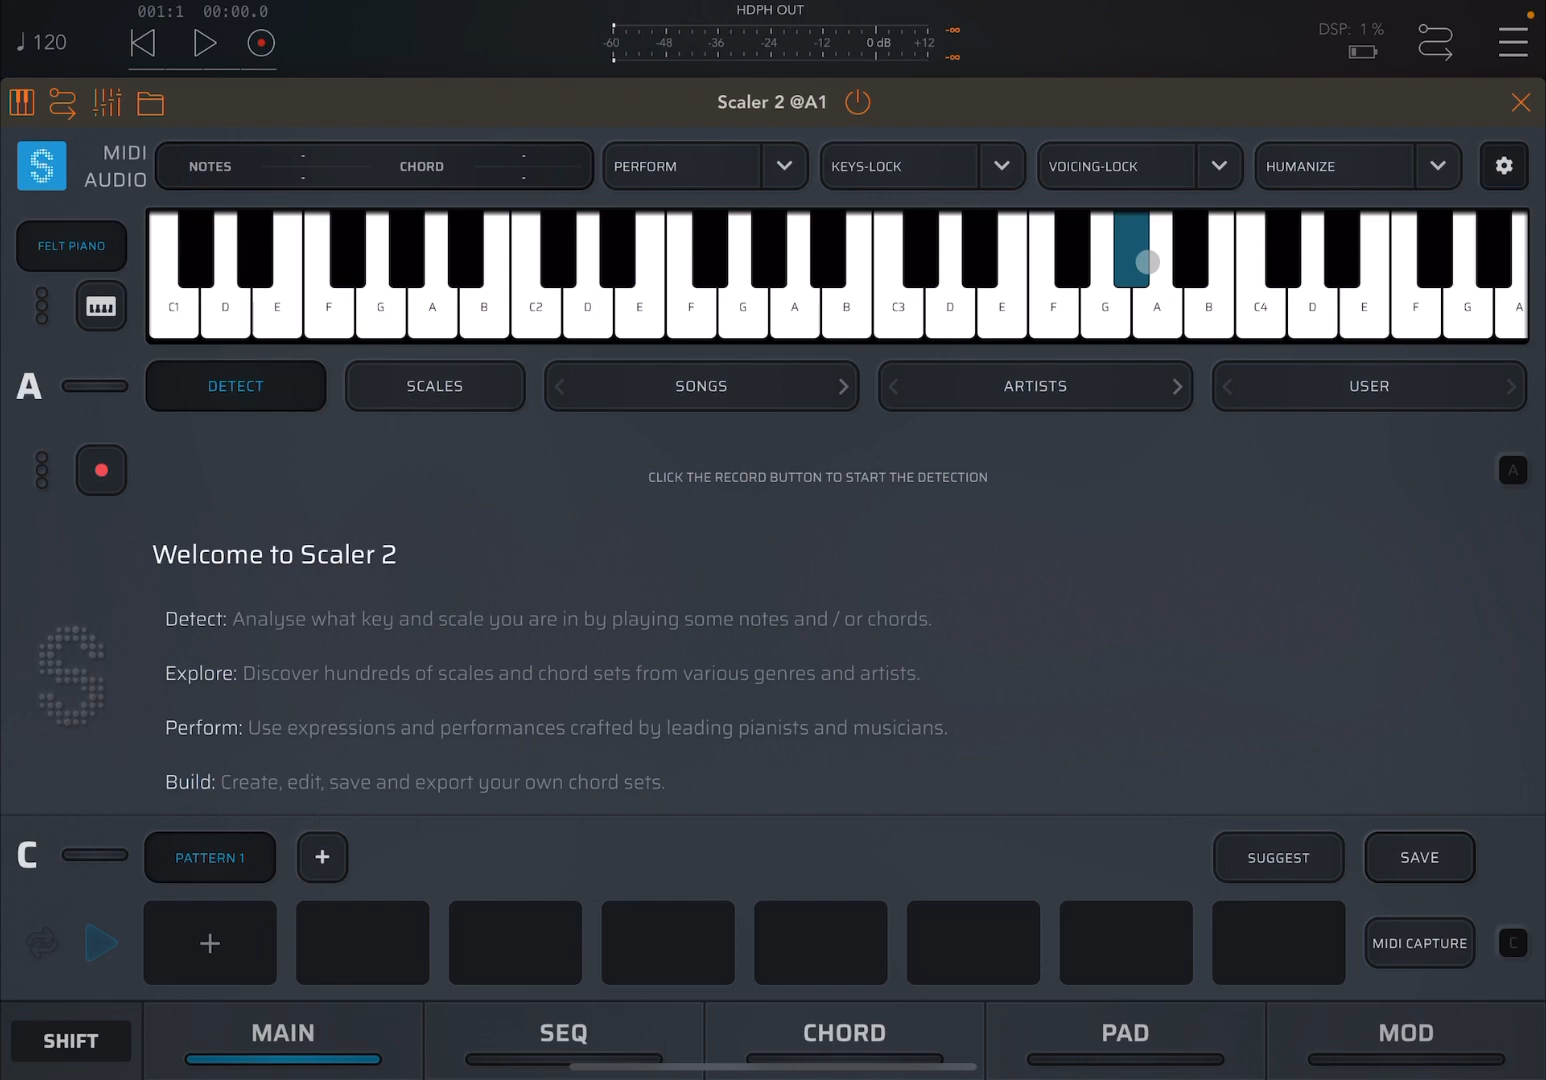 001:1 00:00.0
HDPH OUT
♩ 120
-60 -48 -36 -24 -12 0 dB +12
-∞
-∞
DSP: 1 %
Scaler 2 @A1
S
MIDI
AUDIO
NOTES - -
CHORD - -
PERFORM
KEYS-LOCK
VOICING-LOCK
HUMANIZE
FELT PIANO
C1 D E F G A B C2 D E F G A B C3 D E F G A B C4 D E F G A
A
DETECT
SCALES
SONGS
ARTISTS
USER
CLICK THE RECORD BUTTON TO START THE DETECTION
A
Welcome to Scaler 2
Detect: Analyse what key and scale you are in by playing some notes and / or chords.
Explore: Discover hundreds of scales and chord sets from various genres and artists.
Perform: Use expressions and performances crafted by leading pianists and musicians.
Build: Create, edit, save and export your own chord sets.
S
C
PATTERN 1
+
SUGGEST
SAVE
+
MIDI CAPTURE
C
SHIFT
MAIN
SEQ
CHORD
PAD
MOD